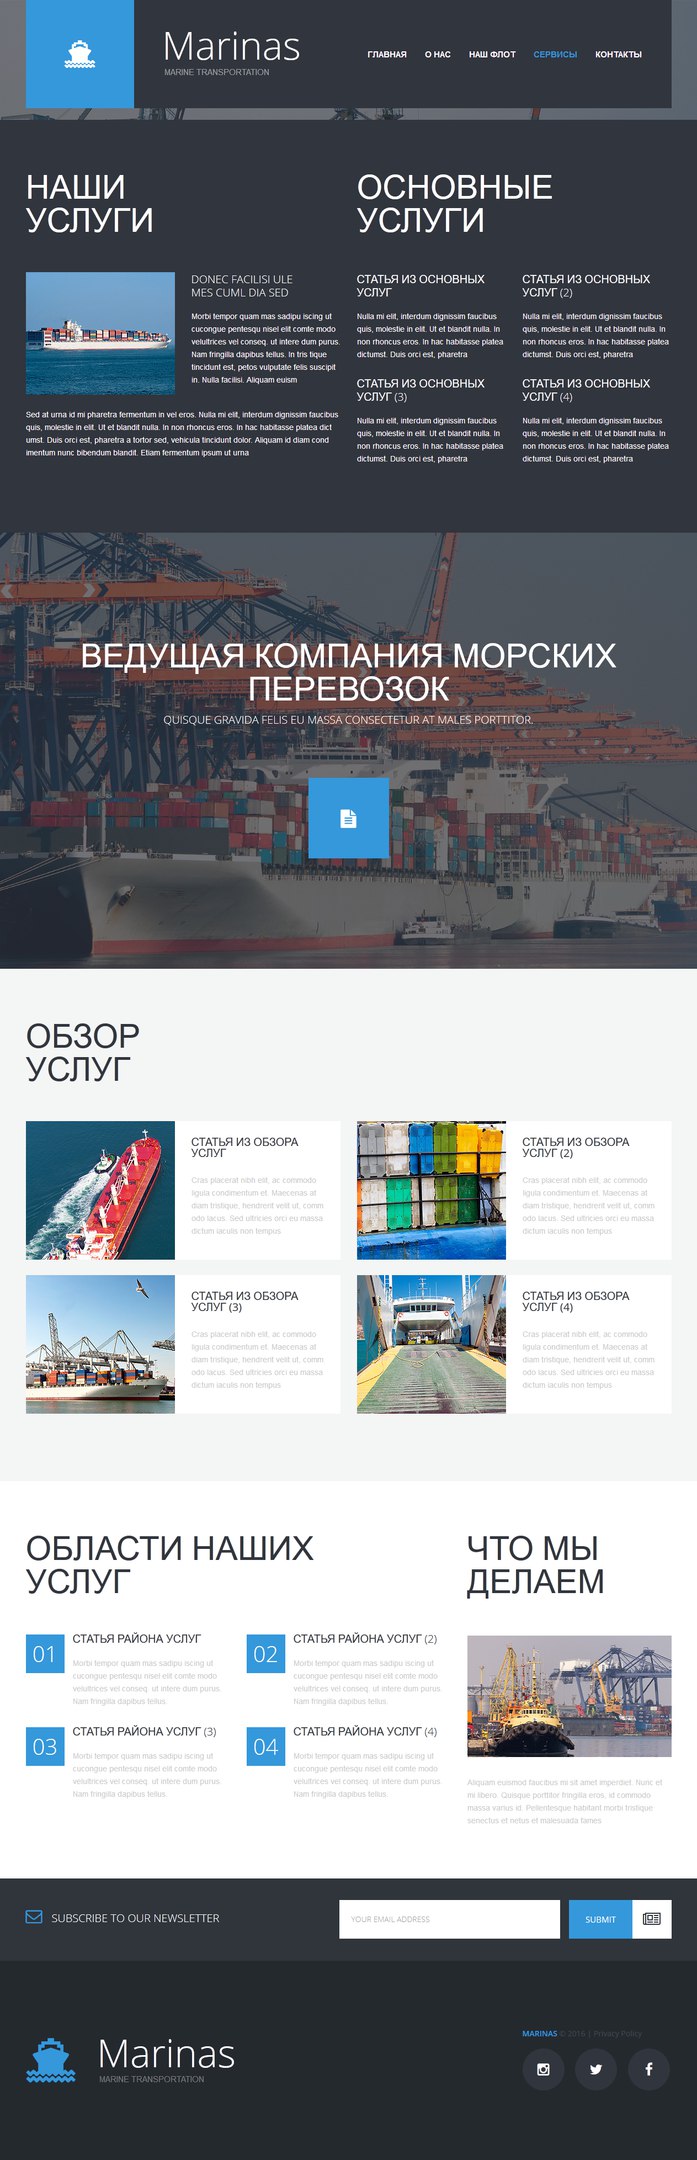 Marinas
MARINE TRANSPORTATION
ГЛАВНАЯ О НАС НАШ ФЛОТ СЕРВИСЫ КОНТАКТЫ
НАШИ
УСЛУГИ
DONEC FACILISI ULE
MES CUML DIA SED
Morbi tempor quam mas sadipu iscing ut
cucongue pentesqu nisel elit comte modo
velultrices vel conseq. ut intere dum purus.
Nam fringilla dapibus tellus. In tris tique
tincidunt est, petos vulputate felis suscipit
in. Nulla facilisi. Aliquam euism
Sed at urna id mi pharetra fermentum in vel eros. Nulla mi elit, interdum dignissim faucibus
quis, molestie in elit. Ut et blandit nulla. In non rhoncus eros. In hac habitasse platea dict
umst. Duis orci est, pharetra a tortor sed, vehicula tincidunt dolor. Aliquam id diam cond
imentum nunc bibendum blandit. Etiam fermentum ipsum ut urna
ОСНОВНЫЕ
УСЛУГИ
СТАТЬЯ ИЗ ОСНОВНЫХ
УСЛУГ
Nulla mi elit, interdum dignissim faucibus
quis, molestie in elit. Ut et blandit nulla. In
non rhoncus eros. In hac habitasse platea
dictumst. Duis orci est, pharetra
СТАТЬЯ ИЗ ОСНОВНЫХ
УСЛУГ (2)
Nulla mi elit, interdum dignissim faucibus
quis, molestie in elit. Ut et blandit nulla. In
non rhoncus eros. In hac habitasse platea
dictumst. Duis orci est, pharetra
СТАТЬЯ ИЗ ОСНОВНЫХ
УСЛУГ (3)
Nulla mi elit, interdum dignissim faucibus
quis, molestie in elit. Ut et blandit nulla. In
non rhoncus eros. In hac habitasse platea
dictumst. Duis orci est, pharetra
СТАТЬЯ ИЗ ОСНОВНЫХ
УСЛУГ (4)
Nulla mi elit, interdum dignissim faucibus
quis, molestie in elit. Ut et blandit nulla. In
non rhoncus eros. In hac habitasse platea
dictumst. Duis orci est, pharetra
ВЕДУЩАЯ КОМПАНИЯ МОРСКИХ
ПЕРЕВОЗОК
QUISQUE GRAVIDA FELIS EU MASSA CONSECTETUR AT MALES PORTTITOR.
ОБЗОР
УСЛУГ
СТАТЬЯ ИЗ ОБЗОРА
УСЛУГ
Cras placerat nibh elit, ac commodo
ligula condimentum et. Maecenas at
diam tristique, hendrerit velit ut, comm
odo lacus. Sed ultricies orci eu massa
dictum iaculis non tempus
СТАТЬЯ ИЗ ОБЗОРА
УСЛУГ (2)
Cras placerat nibh elit, ac commodo
ligula condimentum et. Maecenas at
diam tristique, hendrerit velit ut, comm
odo lacus. Sed ultricies orci eu massa
dictum iaculis non tempus
СТАТЬЯ ИЗ ОБЗОРА
УСЛУГ (3)
Cras placerat nibh elit, ac commodo
ligula condimentum et. Maecenas at
diam tristique, hendrerit velit ut, comm
odo lacus. Sed ultricies orci eu massa
dictum iaculis non tempus
СТАТЬЯ ИЗ ОБЗОРА
УСЛУГ (4)
Cras placerat nibh elit, ac commodo
ligula condimentum et. Maecenas at
diam tristique, hendrerit velit ut, comm
odo lacus. Sed ultricies orci eu massa
dictum iaculis non tempus
ОБЛАСТИ НАШИХ
УСЛУГ
01
СТАТЬЯ РАЙОНА УСЛУГ
Morbi tempor quam mas sadipu iscing ut
cucongue pentesqu nisel elit comte modo
velultrices vel conseq. ut intere dum purus.
Nam fringilla dapibus tellus.
02
СТАТЬЯ РАЙОНА УСЛУГ (2)
Morbi tempor quam mas sadipu iscing ut
cucongue pentesqu nisel elit comte modo
velultrices vel conseq. ut intere dum purus.
Nam fringilla dapibus tellus.
03
СТАТЬЯ РАЙОНА УСЛУГ (3)
Morbi tempor quam mas sadipu iscing ut
cucongue pentesqu nisel elit comte modo
velultrices vel conseq. ut intere dum purus.
Nam fringilla dapibus tellus.
04
СТАТЬЯ РАЙОНА УСЛУГ (4)
Morbi tempor quam mas sadipu iscing ut
cucongue pentesqu nisel elit comte modo
velultrices vel conseq. ut intere dum purus.
Nam fringilla dapibus tellus.
ЧТО МЫ
ДЕЛАЕМ
Aliquam euismod faucibus mi sit amet imperdiet. Nunc et
mi libero. Quisque porttitor fringilla eros, id commodo
massa varius id. Pellentesque habitant morbi tristique
senectus et netus et malesuada fames
SUBSCRIBE TO OUR NEWSLETTER
YOUR EMAIL ADDRESS
SUBMIT
Marinas
MARINE TRANSPORTATION
MARINAS © 2016 | Privacy Policy